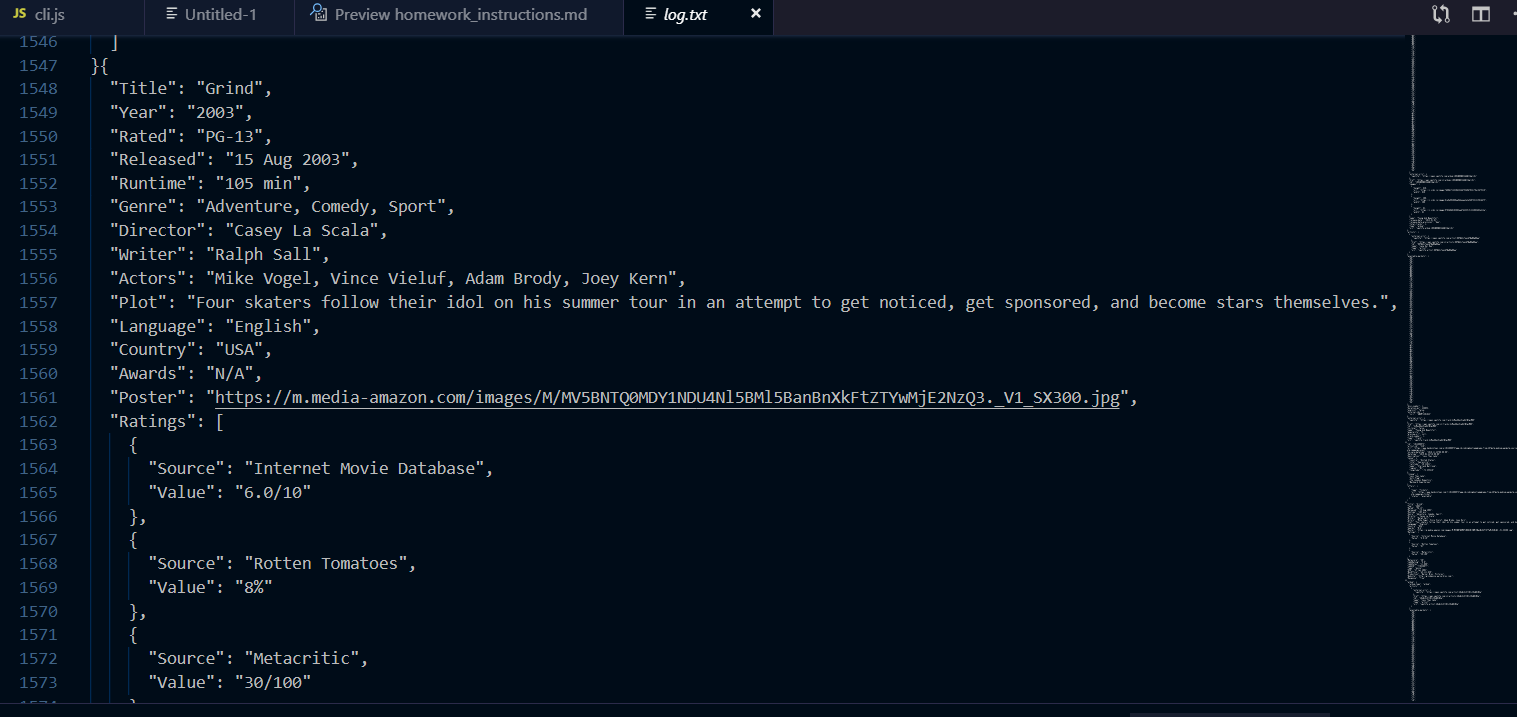 JS cli.js Untitled-1 Preview homework_instructions.md log.txt ×
1546 ]
1547 }{
1548 "Title": "Grind",
1549 "Year": "2003",
1550 "Rated": "PG-13",
1551 "Released": "15 Aug 2003",
1552 "Runtime": "105 min",
1553 "Genre": "Adventure, Comedy, Sport",
1554 "Director": "Casey La Scala",
1555 "Writer": "Ralph Sall",
1556 "Actors": "Mike Vogel, Vince Vieluf, Adam Brody, Joey Kern",
1557 "Plot": "Four skaters follow their idol on his summer tour in an attempt to get noticed, get sponsored, and become stars themselves.",
1558 "Language": "English",
1559 "Country": "USA",
1560 "Awards": "N/A",
1561 "Poster": "https://m.media-amazon.com/images/M/MV5BNTQ0MDY1NDU4Nl5BMl5BanBnXkFtZTYwMjE2NzQ3._V1_SX300.jpg",
1562 "Ratings": [
1563 {
1564 "Source": "Internet Movie Database",
1565 "Value": "6.0/10"
1566 },
1567 {
1568 "Source": "Rotten Tomatoes",
1569 "Value": "8%"
1570 },
1571 {
1572 "Source": "Metacritic",
1573 "Value": "30/100"